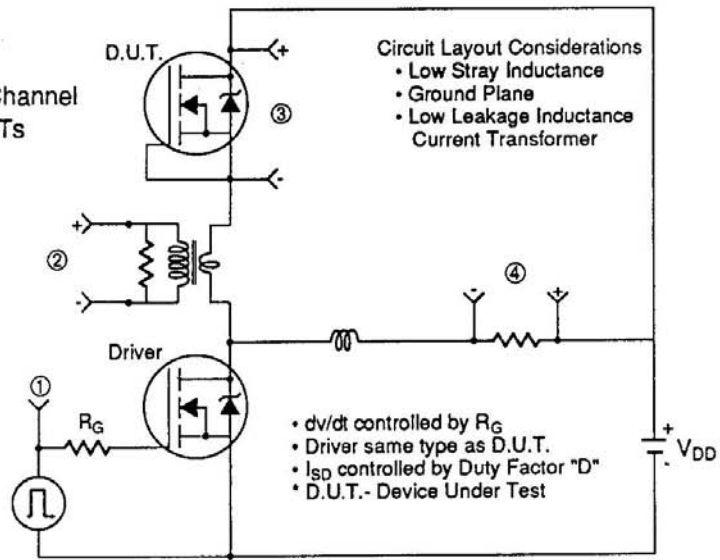 D.U.T.
+
hannel
Ts
③
-
Circuit Layout Considerations
• Low Stray Inductance
• Ground Plane
• Low Leakage Inductance
Current Transformer
+
②
-
④
-
+
Driver
①
RG
• dv/dt controlled by RG
• Driver same type as D.U.T.
• ISD controlled by Duty Factor "D"
* D.U.T.- Device Under Test
+
VDD
-